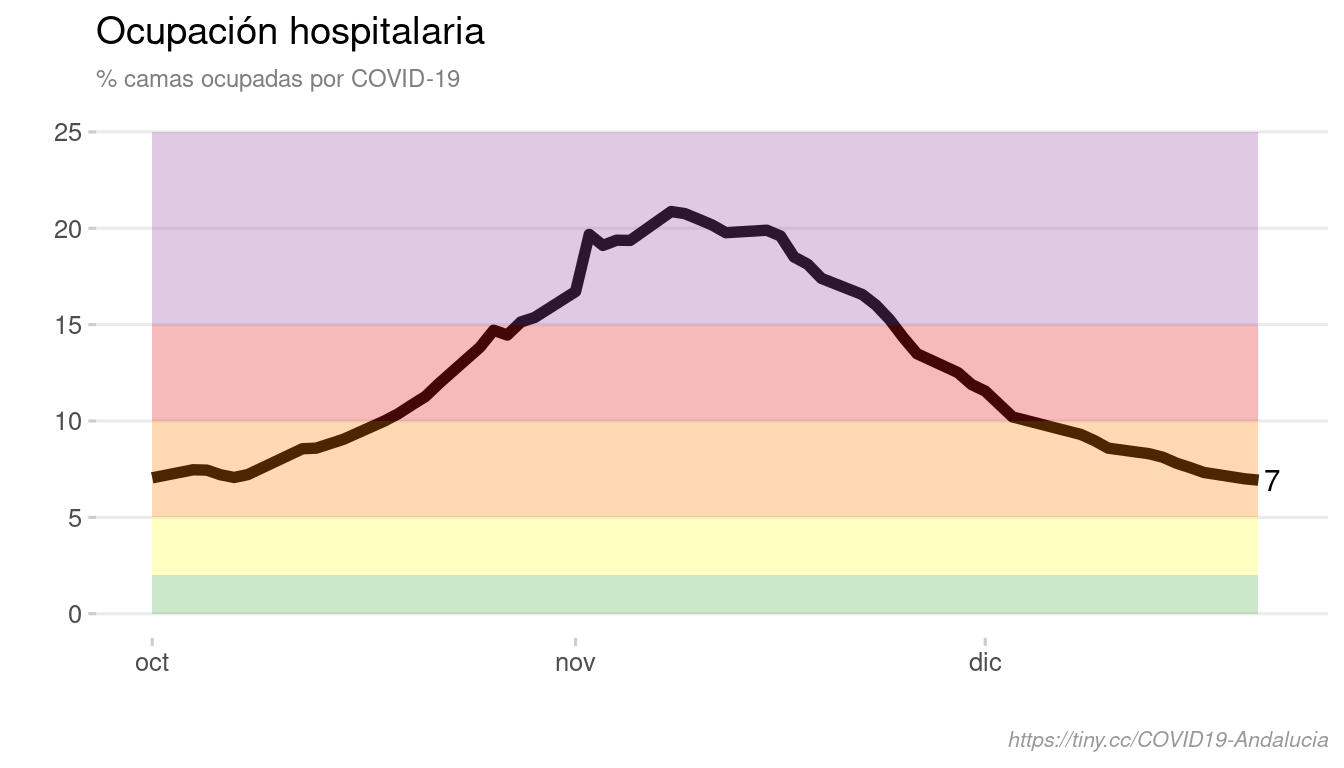 Ocupación hospitalaria
% camas ocupadas por COVID-19
25
20
15
10
5
0
7
oct nov dic
https://tiny.cc/COVID19-Andalucia